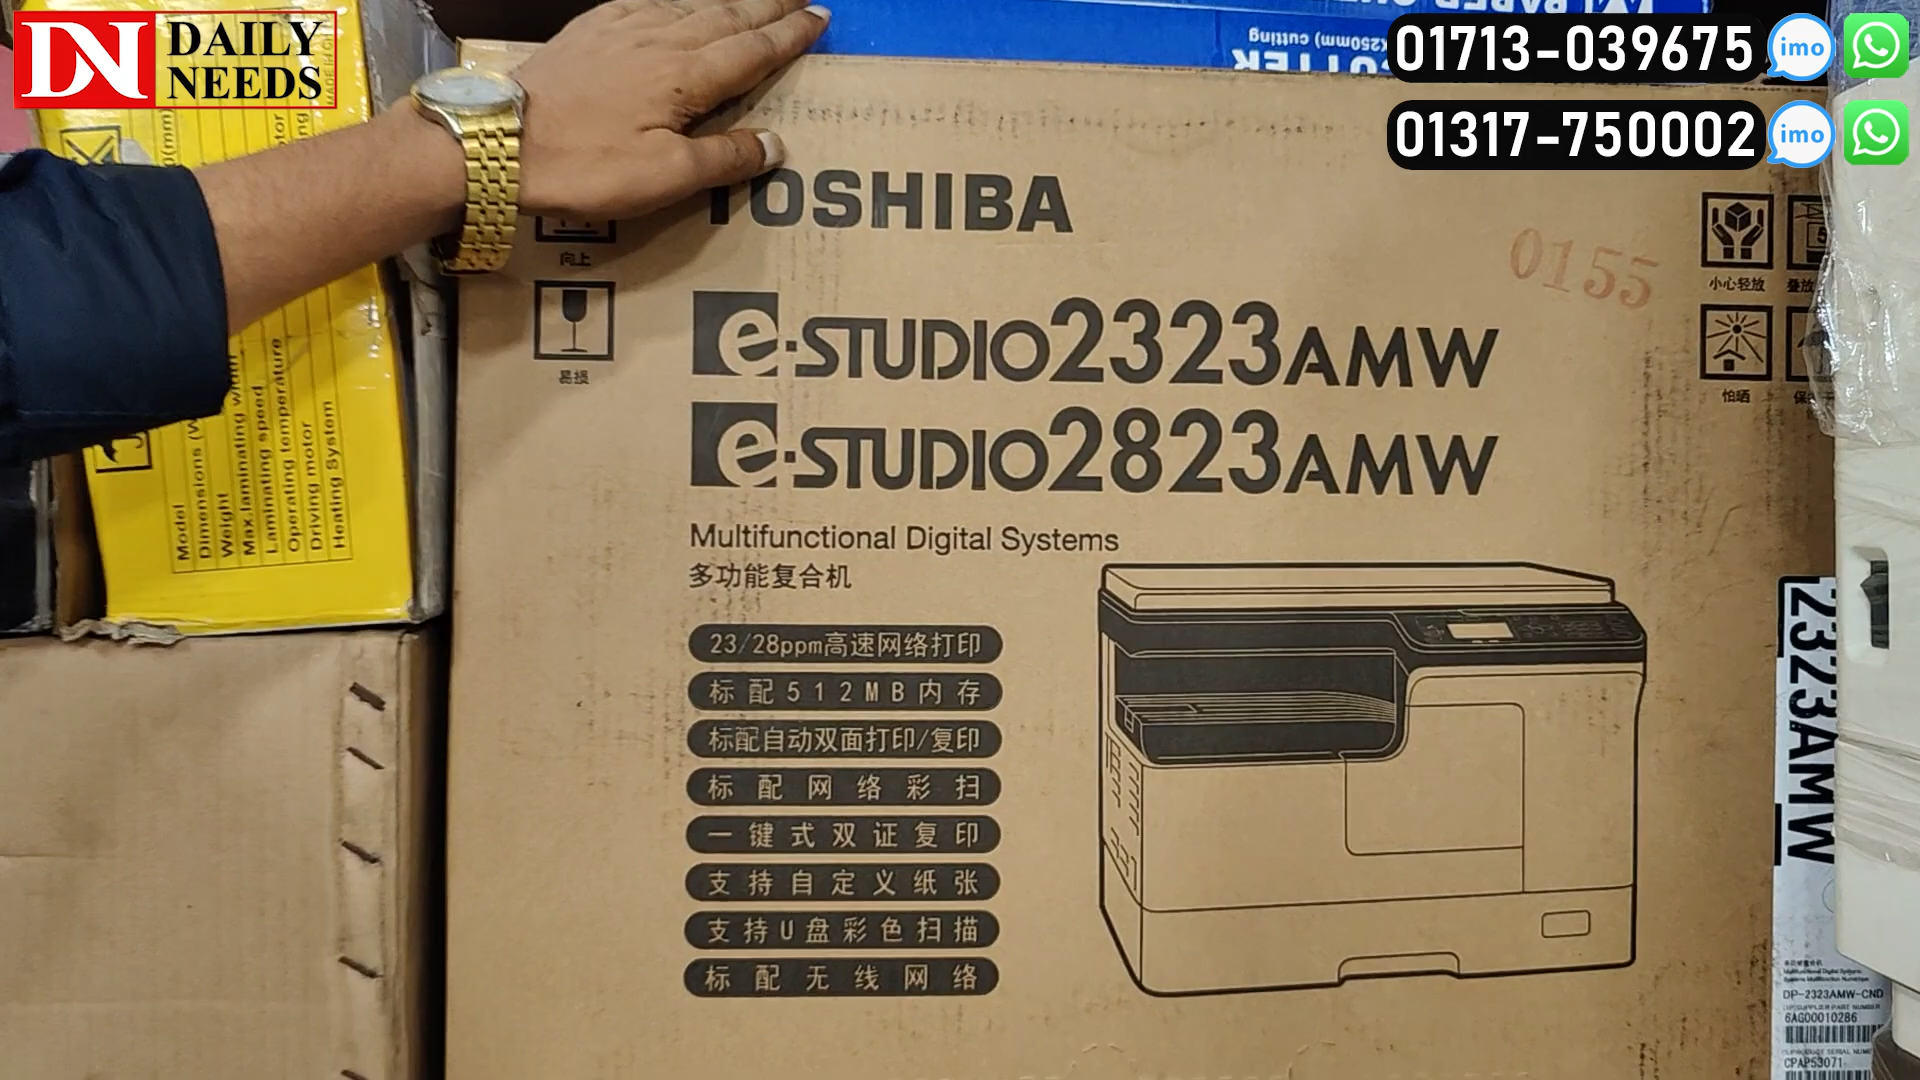 DN DAILY
NEEDS
01713-039675 imo
01317-750002 imo
CUTTER
cutting
TOSHIBA
0155
向上
易损
小心轻放
怕晒
e-STUDIO2323AMW
e-STUDIO2823AMW
Multifunctional Digital Systems
多功能复合机
23/28ppm高速网络打印
标配512MB内存
标配自动双面打印/复印
标配网络彩扫
一键式双证复印
支持自定义纸张
支持U盘彩色扫描
标配无线网络
Model
Dimensions
Weight
Max.laminating width
Laminating speed
Operating temperature
Driving motor
Heating System
2323AMW
DP-2323AMW-CND
6AG00010286
CPAP53071